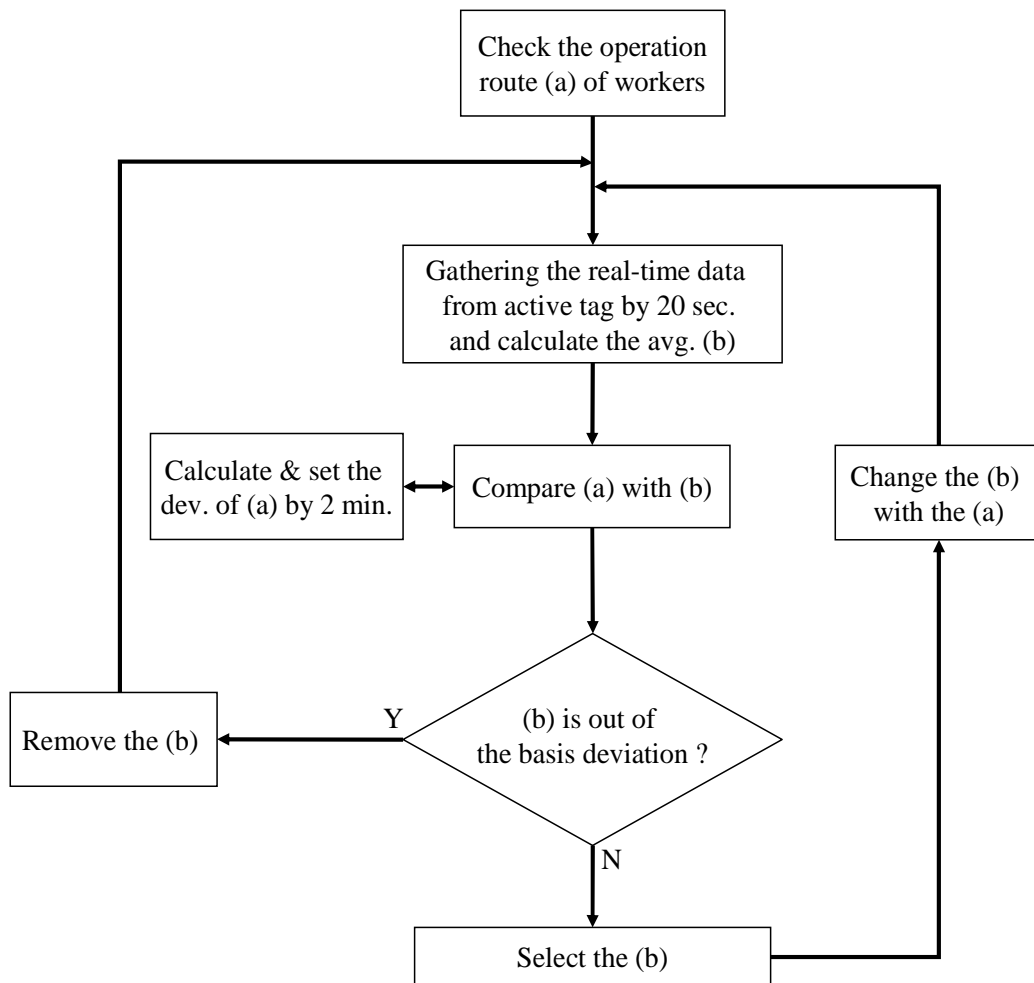 Check the operation
route (a) of workers
Gathering the real-time data
from active tag by 20 sec.
and calculate the avg. (b)
Calculate & set the
dev. of (a) by 2 min.
Compare (a) with (b)
Change the (b)
with the (a)
Remove the (b)
Y
(b) is out of
the basis deviation ?
N
Select the (b)